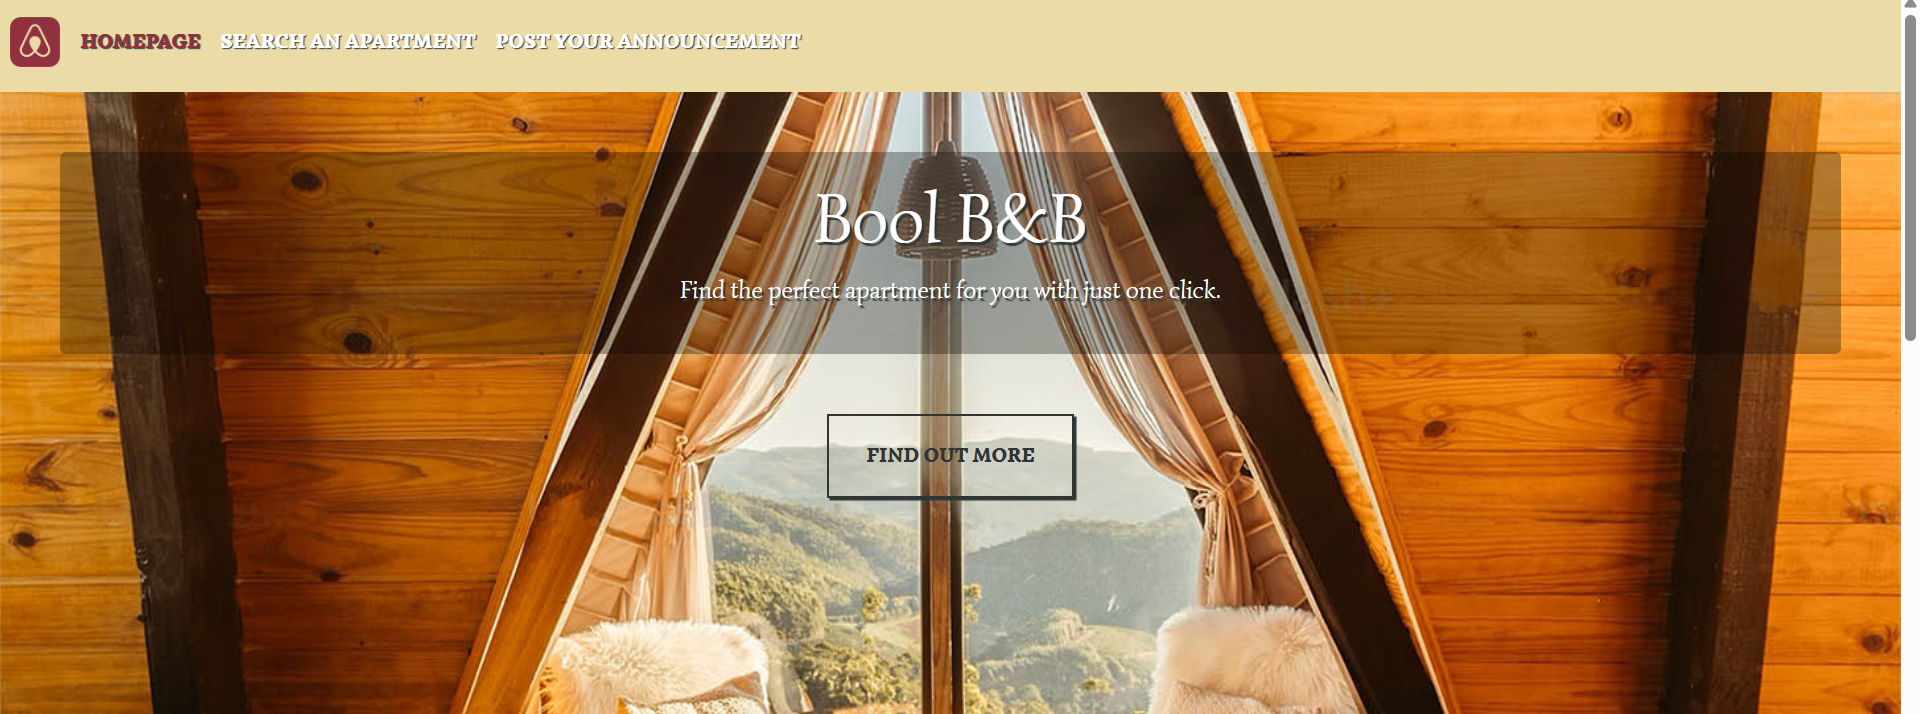 HOMEPAGE SEARCH AN APARTMENT POST YOUR ANNOUNCEMENT
Bool B&B
Find the perfect apartment for you with just one click.
FIND OUT MORE